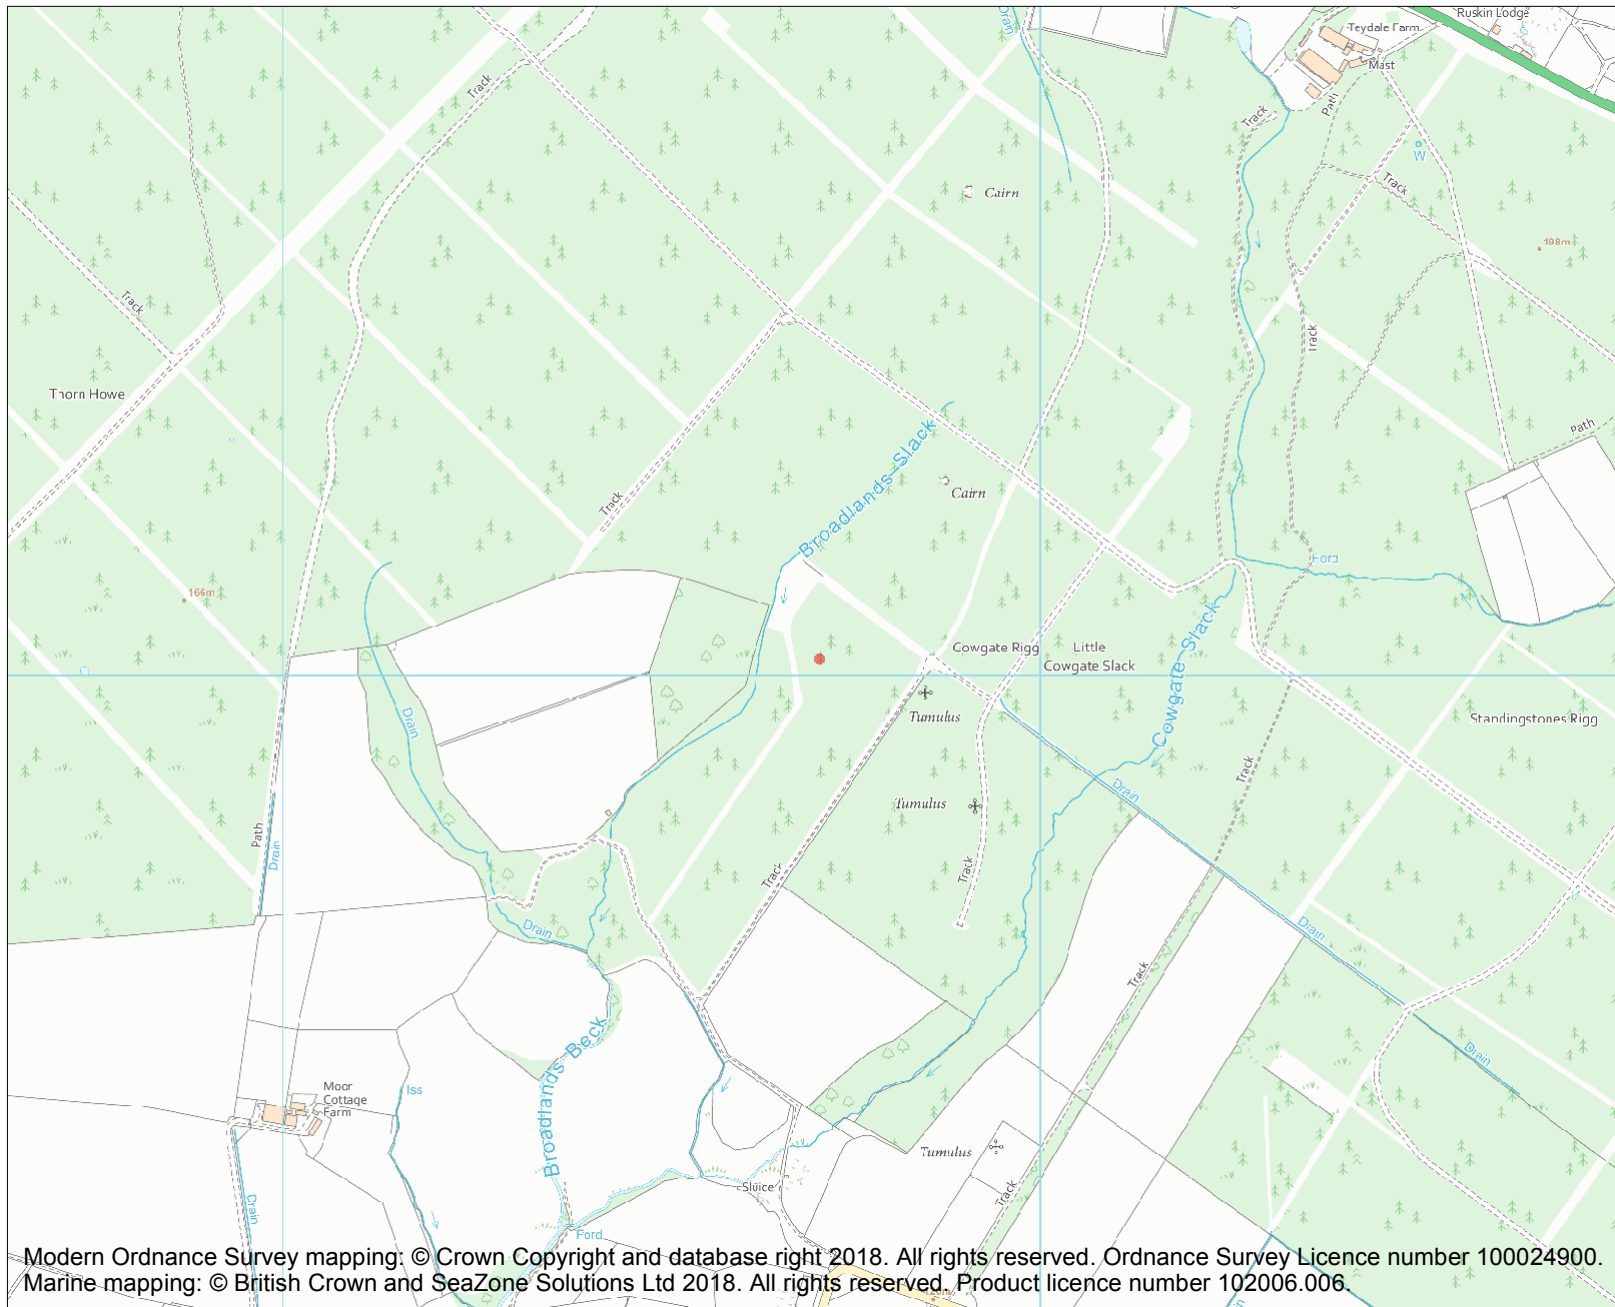 Drain
Ruskin Lodge
Teydale Farm
Mast
Track
Path
Track
W
Track
Cairn
198m
Track
Track
Thorn Howe
Path
Broadlands Slack
Cairn
Track
Ford
166m
Cowgate Slack
Cowgate Rigg
Little
Cowgate Slack
Tumulus
Standingstones Rigg
Drain
Track
Drain
Tumulus
Path
Drain
Track
Track
Drain
Drain
Track
Drain
Broadlands Beck
Moor
Cottage
Farm
Iss
Tumulus
Sluice
Track
Drain
Ford
Modern Ordnance Survey mapping: © Crown Copyright and database right 2018. All rights reserved. Ordnance Survey Licence number 100024900.
Marine mapping: © British Crown and SeaZone Solutions Ltd 2018. All rights reserved. Product licence number 102006.006.